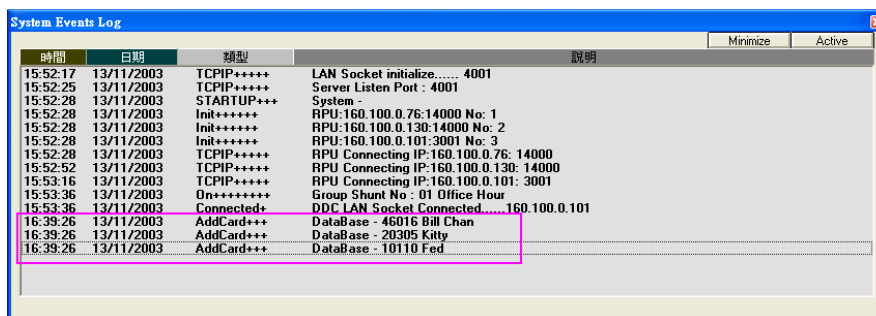 System Events Log
Minimize Active
時間 日期 類型 説明
15:52:17 13/11/2003 TCPIP+++++ LAN Socket initialize...... 4001
15:52:25 13/11/2003 TCPIP+++++ Server Listen Port : 4001
15:52:28 13/11/2003 STARTUP+++ System -
15:52:28 13/11/2003 Init++++++ RPU:160.100.0.76:14000 No: 1
15:52:28 13/11/2003 Init++++++ RPU:160.100.0.130:14000 No: 2
15:52:28 13/11/2003 Init++++++ RPU:160.100.0.101:3001 No: 3
15:52:28 13/11/2003 TCPIP+++++ RPU Connecting IP:160.100.0.76: 14000
15:52:52 13/11/2003 TCPIP+++++ RPU Connecting IP:160.100.0.130: 14000
15:53:16 13/11/2003 TCPIP+++++ RPU Connecting IP:160.100.0.101: 3001
15:53:36 13/11/2003 On++++++++ Group Shunt No : 01 Office Hour
15:53:36 13/11/2003 Connected+ DDC LAN Socket Connected......160.100.0.101
16:39:26 13/11/2003 AddCard+++ DataBase - 46016 Bill Chan
16:39:26 13/11/2003 AddCard+++ DataBase - 20305 Kitty
16:39:26 13/11/2003 AddCard+++ DataBase - 10110 Fed